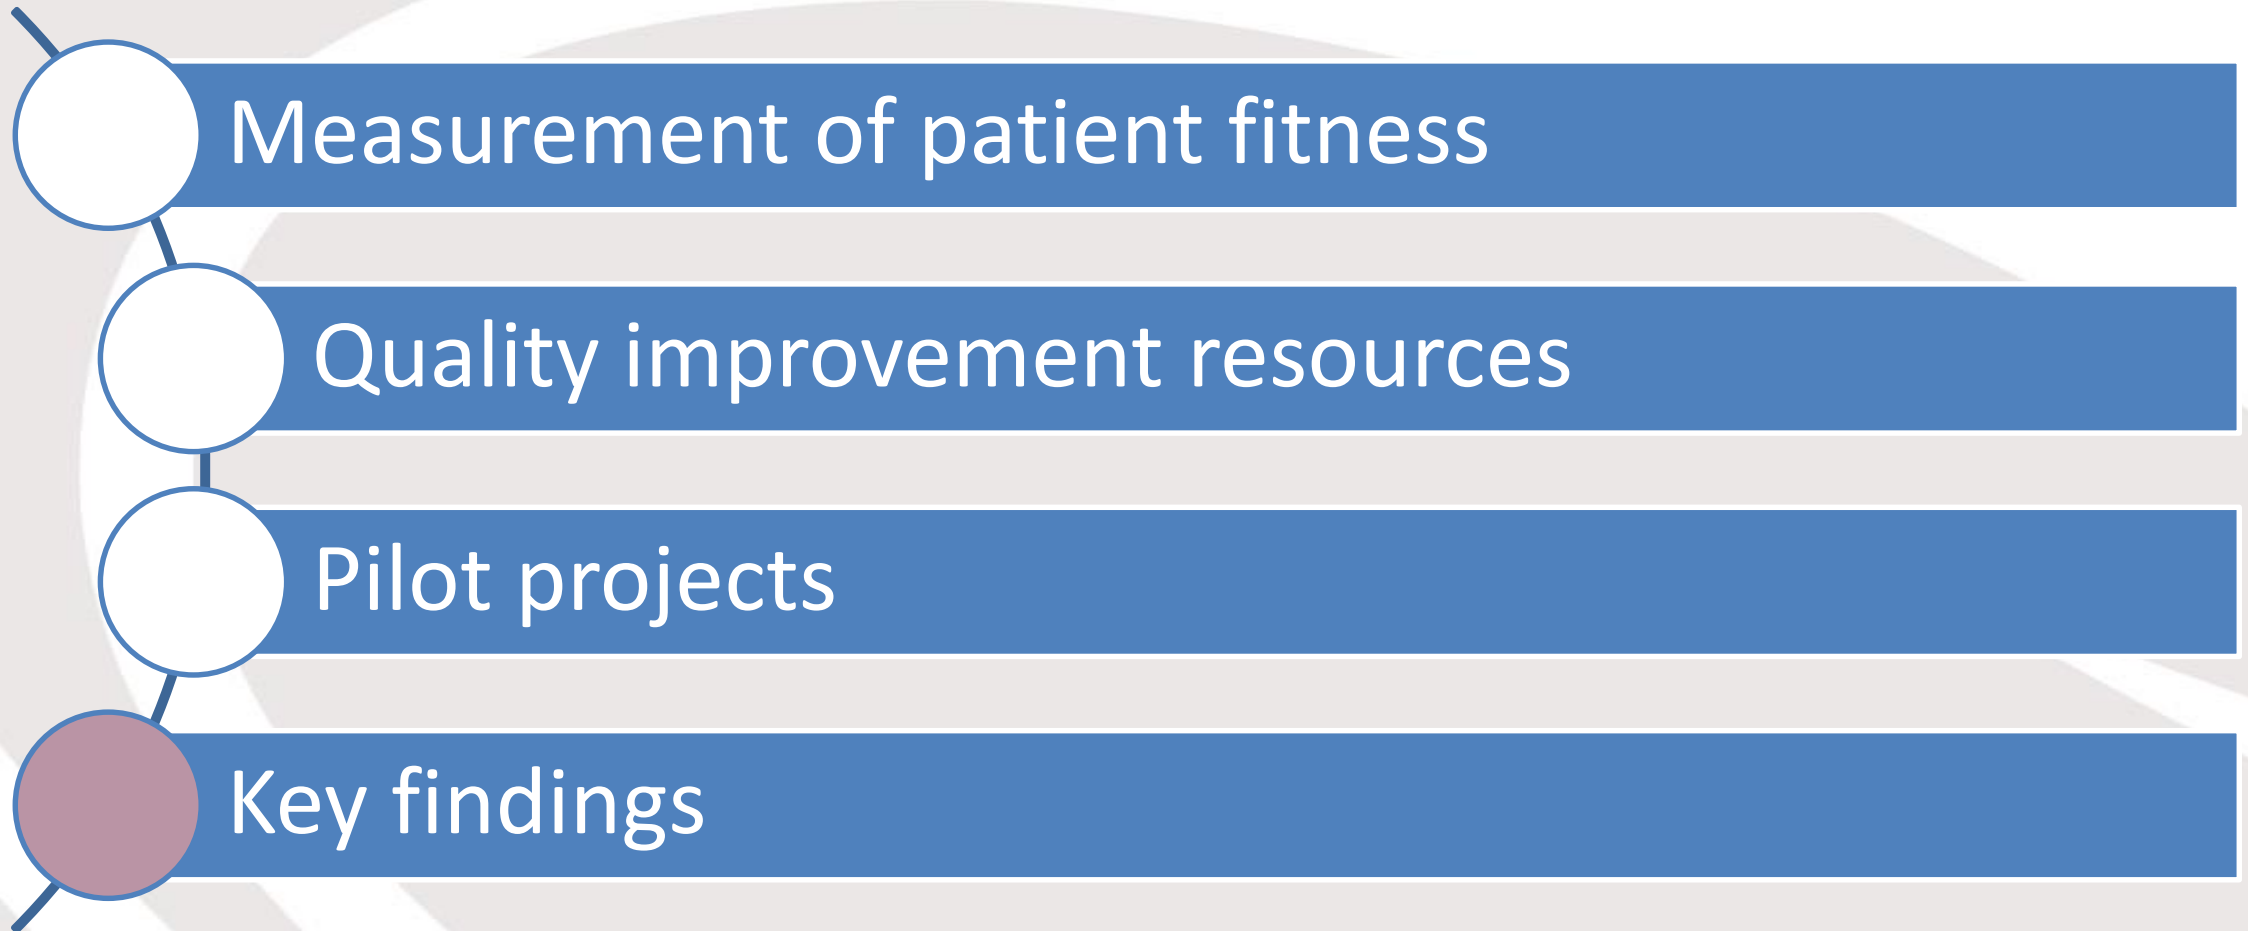 Measurement of patient fitness
Quality improvement resources
Pilot projects
Key findings